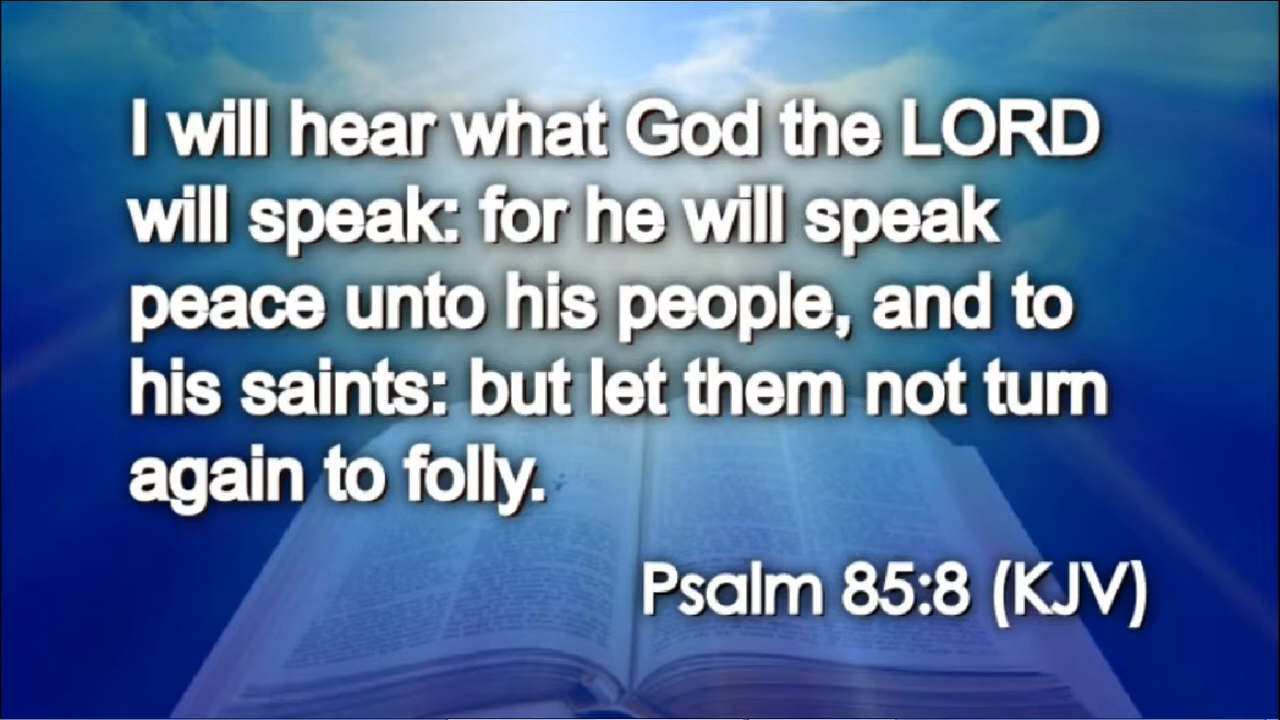 I will hear what God the LORD
will speak: for he will speak
peace unto his people, and to
his saints: but let them not turn
again to folly.
Psalm 85:8 (KJV)